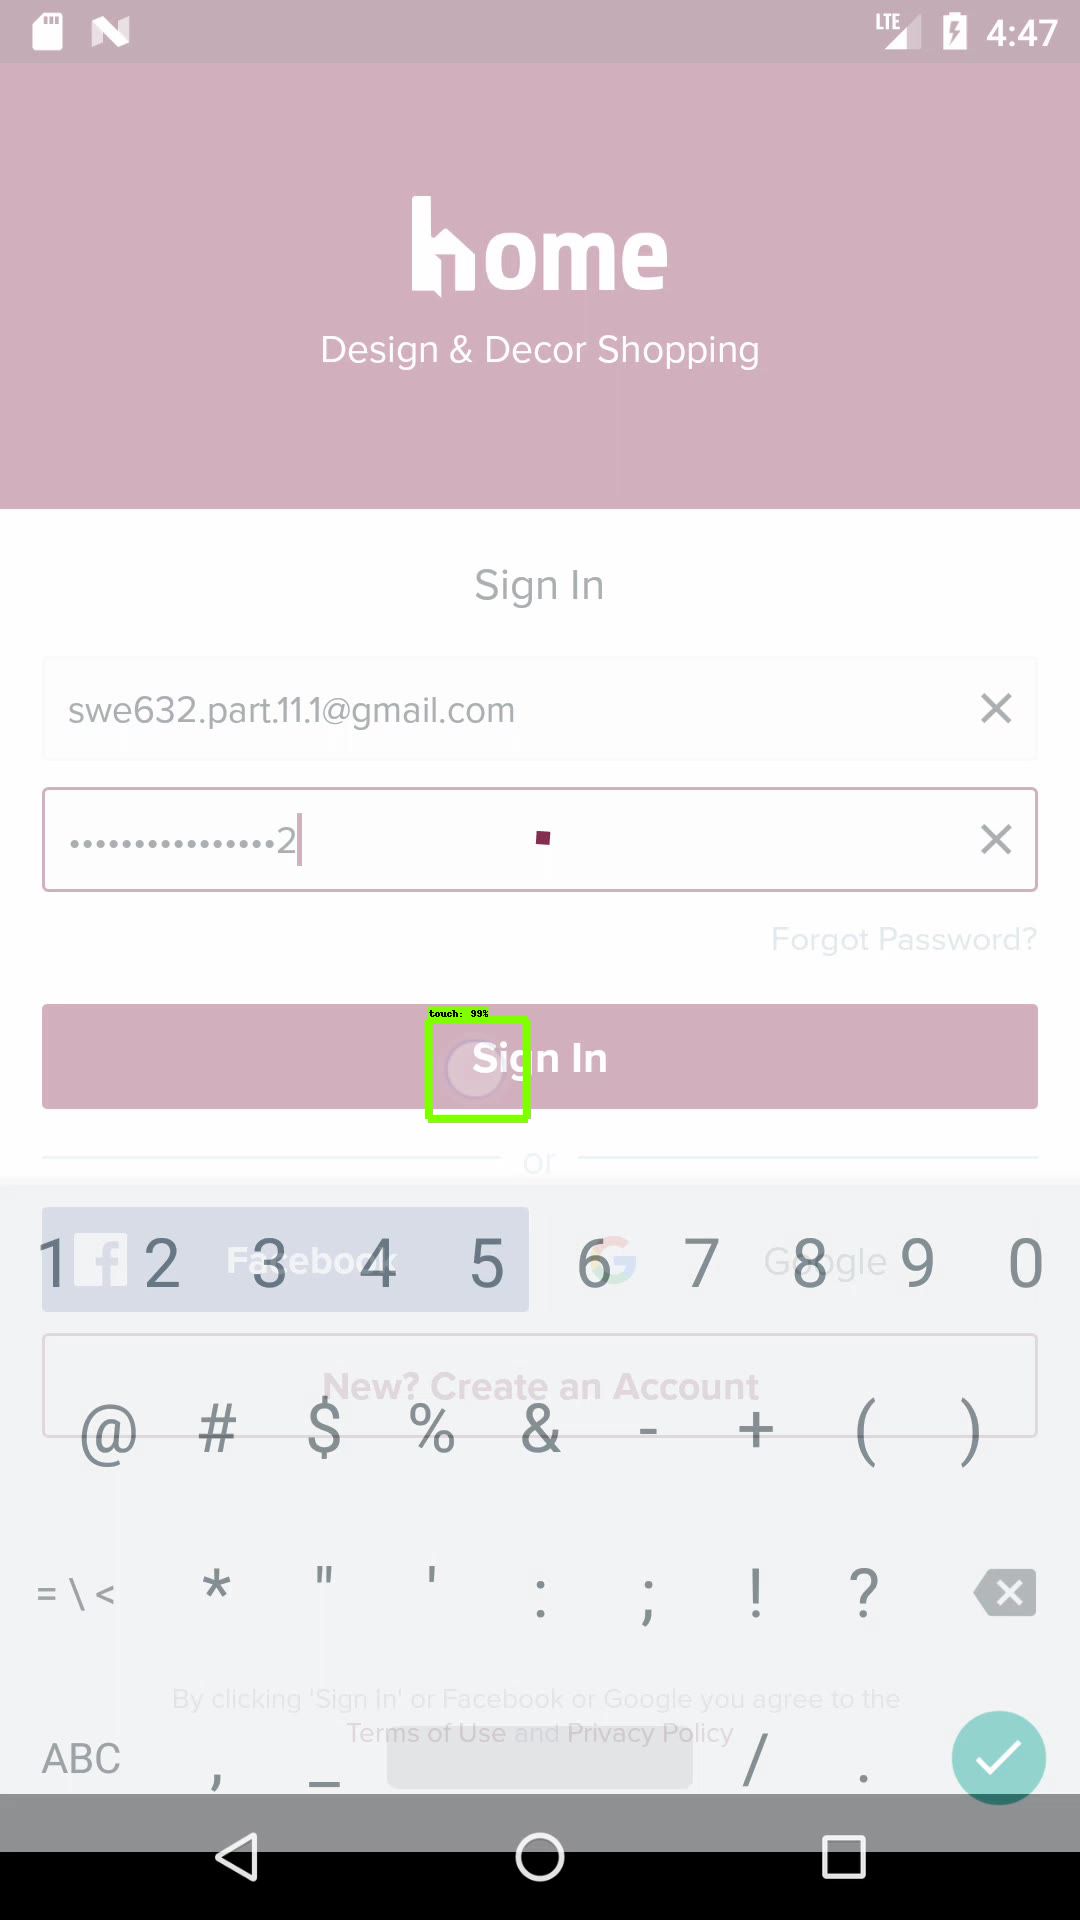 LTE 4:47
home
Design & Decor Shopping
Sign In
swe632.part.11.1@gmail.com
••••••••••••••••2
Forgot Password?
touch: 99%
Sign In
or
Facebook Google
1 2 3 4 5 6 7 8 9 0
New? Create an Account
@ # $ % & - + ( )
= \ < * " ' : ; ! ?
By clicking 'Sign In' or Facebook or Google you agree to the
Terms of Use and Privacy Policy
ABC , _ / .